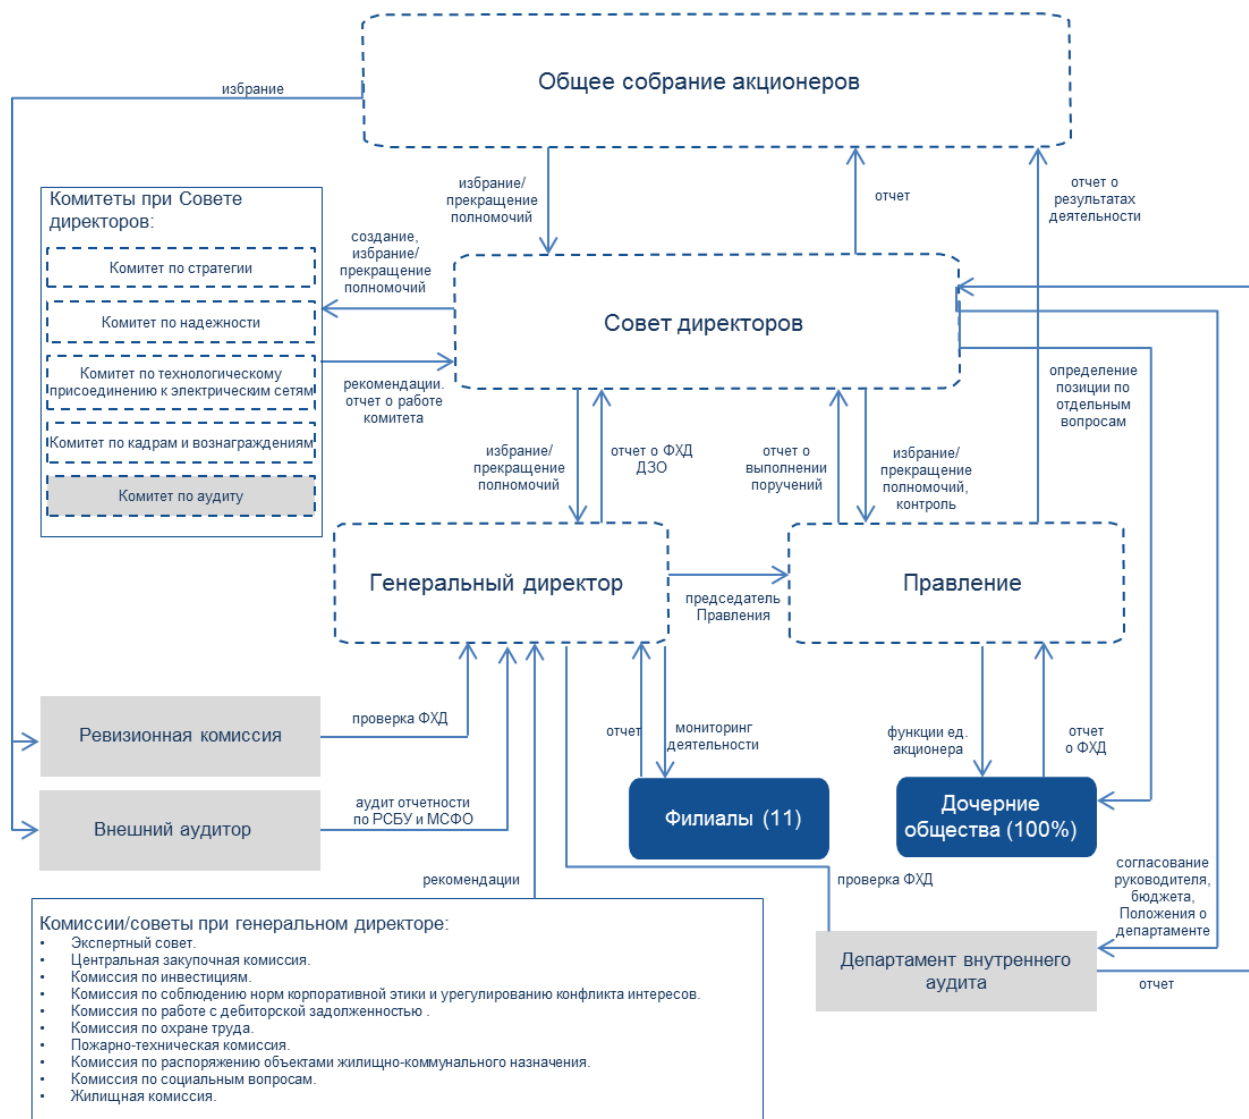 Общее собрание акционеров
избрание
избрание/
прекращение
полномочий
отчет
отчет о
результатах
деятельности
Комитеты при Совете
директоров:
Комитет по стратегии
Комитет по надежности
Комитет по технологическому
присоединению к электрическим сетям
Комитет по кадрам и вознаграждениям
Комитет по аудиту
создание,
избрание/
прекращение
полномочий
рекомендации.
отчет о работе
комитета
Совет директоров
определение
позиции по
отдельным
вопросам
избрание/
прекращение
полномочий
отчет о ФХД
ДЗО
отчет о
выполнении
поручений
избрание/
прекращение
полномочий,
контроль
Генеральный директор
председатель
Правления
Правление
Ревизионная комиссия
проверка ФХД
отчет
мониторинг
деятельности
функции ед.
акционера
отчет
о ФХД
Внешний аудитор
аудит отчетности
по РСБУ и МСФО
Филиалы (11)
Дочерние
общества (100%)
рекомендации
проверка ФХД
согласование
руководителя,
бюджета,
Положения о
департаменте
Департамент внутреннего
аудита
отчет
Комиссии/советы при генеральном директоре:
• Экспертный совет.
• Центральная закупочная комиссия.
• Комиссия по инвестициям.
• Комиссия по соблюдению норм корпоративной этики и урегулированию конфликта интересов.
• Комиссия по работе с дебиторской задолженностью .
• Комиссия по охране труда.
• Пожарно-техническая комиссия.
• Комиссия по распоряжению объектами жилищно-коммунального назначения.
• Комиссия по социальным вопросам.
• Жилищная комиссия.